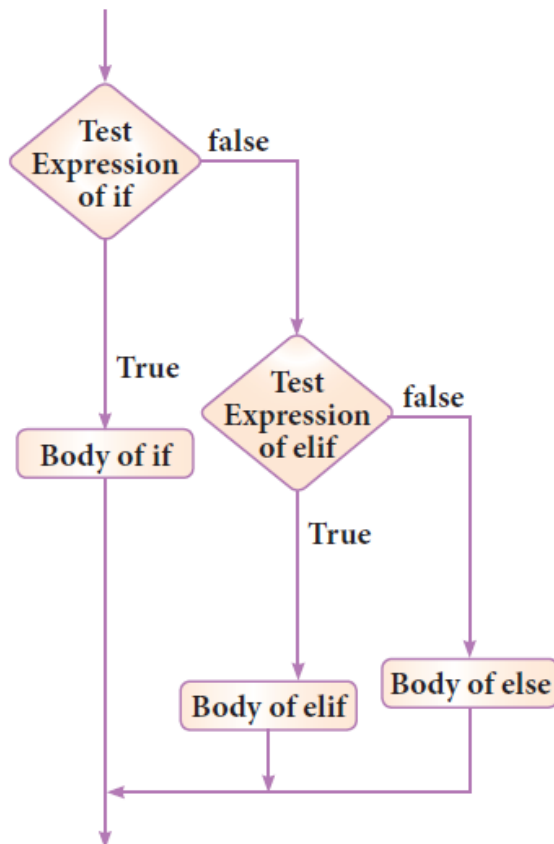 Test
Expression
of if
false
True
Body of if
Test
Expression
of elif
false
True
Body of elif
Body of else